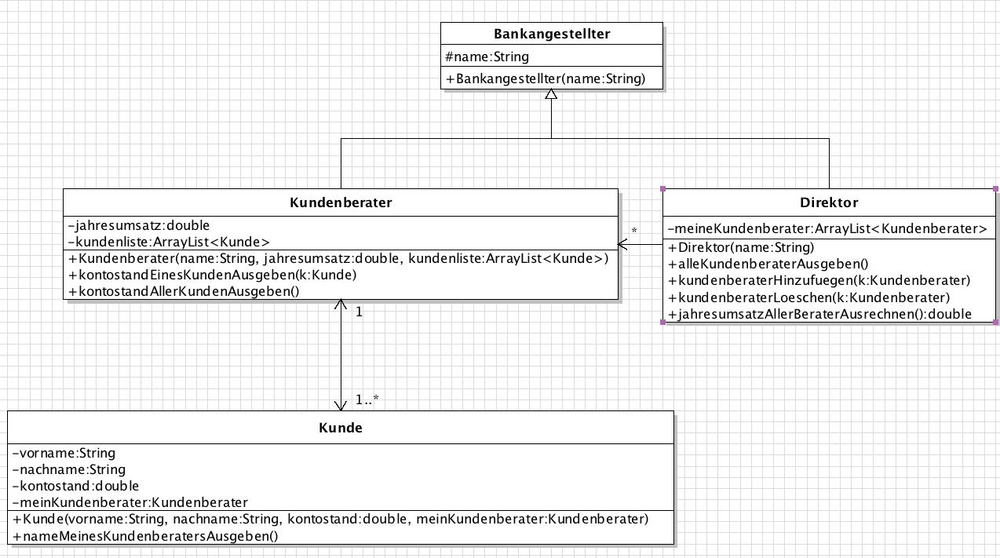 Bankangestellter
#name:String
+Bankangestellter(name:String)
Kundenberater
-jahresumsatz:double
-kundenliste:ArrayList<Kunde>
+Kundenberater(name:String, jahresumsatz:double, kundenliste:ArrayList<Kunde>)
+kontostandEinesKundenAusgeben(k:Kunde)
+kontostandAllerKundenAusgeben()
*
Direktor
-meineKundenberater:ArrayList<Kundenberater>
+Direktor(name:String)
+alleKundenberaterAusgeben()
+kundenberaterHinzufuegen(k:Kundenberater)
+kundenberaterLoeschen(k:Kundenberater)
+jahresumsatzAllerBeraterAusrechnen():double
1
1..*
Kunde
-vorname:String
-nachname:String
-kontostand:double
-meinKundenberater:Kundenberater
+Kunde(vorname:String, nachname:String, kontostand:double, meinKundenberater:Kundenberater)
+nameMeinesKundenberatersAusgeben()